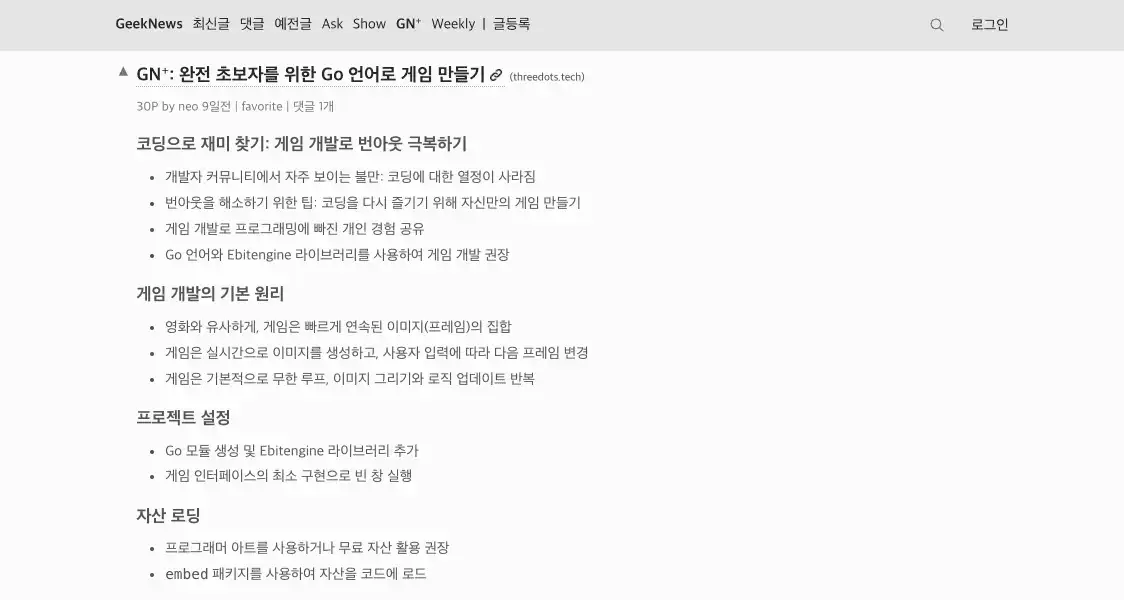 GeekNews 최신글 댓글 예전글 Ask Show GN⁺ Weekly | 글등록 로그인
▲ GN⁺: 완전 초보자를 위한 Go 언어로 게임 만들기 (threedots.tech)
30P by neo 9일전 | favorite | 댓글 1개
코딩으로 재미 찾기: 게임 개발로 번아웃 극복하기
• 개발자 커뮤니티에서 자주 보이는 불만: 코딩에 대한 열정이 사라짐
• 번아웃을 해소하기 위한 팁: 코딩을 다시 즐기기 위해 자신만의 게임 만들기
• 게임 개발로 프로그래밍에 빠진 개인 경험 공유
• Go 언어와 Ebitengine 라이브러리를 사용하여 게임 개발 권장
게임 개발의 기본 원리
• 영화와 유사하게, 게임은 빠르게 연속된 이미지(프레임)의 집합
• 게임은 실시간으로 이미지를 생성하고, 사용자 입력에 따라 다음 프레임 변경
• 게임은 기본적으로 무한 루프, 이미지 그리기와 로직 업데이트 반복
프로젝트 설정
• Go 모듈 생성 및 Ebitengine 라이브러리 추가
• 게임 인터페이스의 최소 구현으로 빈 창 실행
자산 로딩
• 프로그래머 아트를 사용하거나 무료 자산 활용 권장
• embed 패키지를 사용하여 자산을 코드에 로드